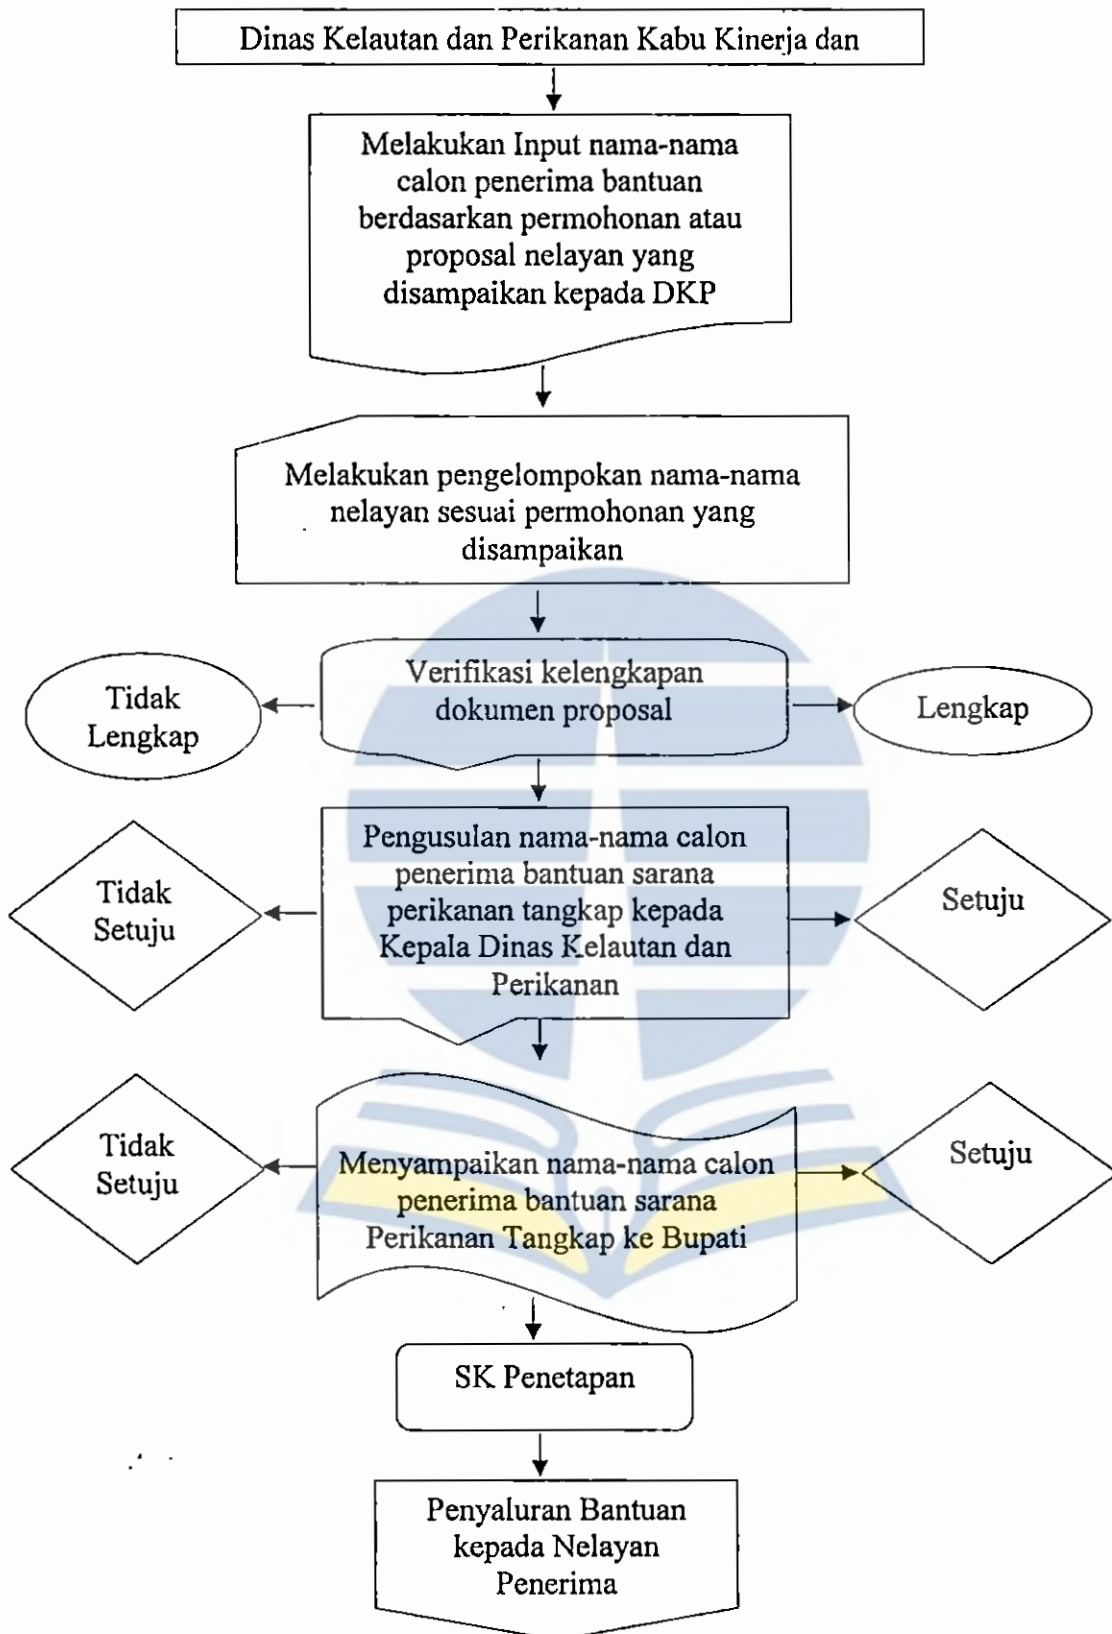 Dinas Kelautan dan Perikanan Kabu Kinerja dan
Melakukan Input nama-nama
calon penerima bantuan
berdasarkan permohonan atau
proposal nelayan yang
disampaikan kepada DKP
Melakukan pengelompokan nama-nama
nelayan sesuai permohonan yang
disampaikan
Tidak
Lengkap
Verifikasi kelengkapan
dokumen proposal
Lengkap
Tidak
Setuju
Pengusulan nama-nama calon
penerima bantuan sarana
perikanan tangkap kepada
Kepala Dinas Kelautan dan
Perikanan
Setuju
Tidak
Setuju
Menyampaikan nama-nama calon
penerima bantuan sarana
Perikanan Tangkap ke Bupati
Setuju
SK Penetapan
Penyaluran Bantuan
kepada Nelayan
Penerima